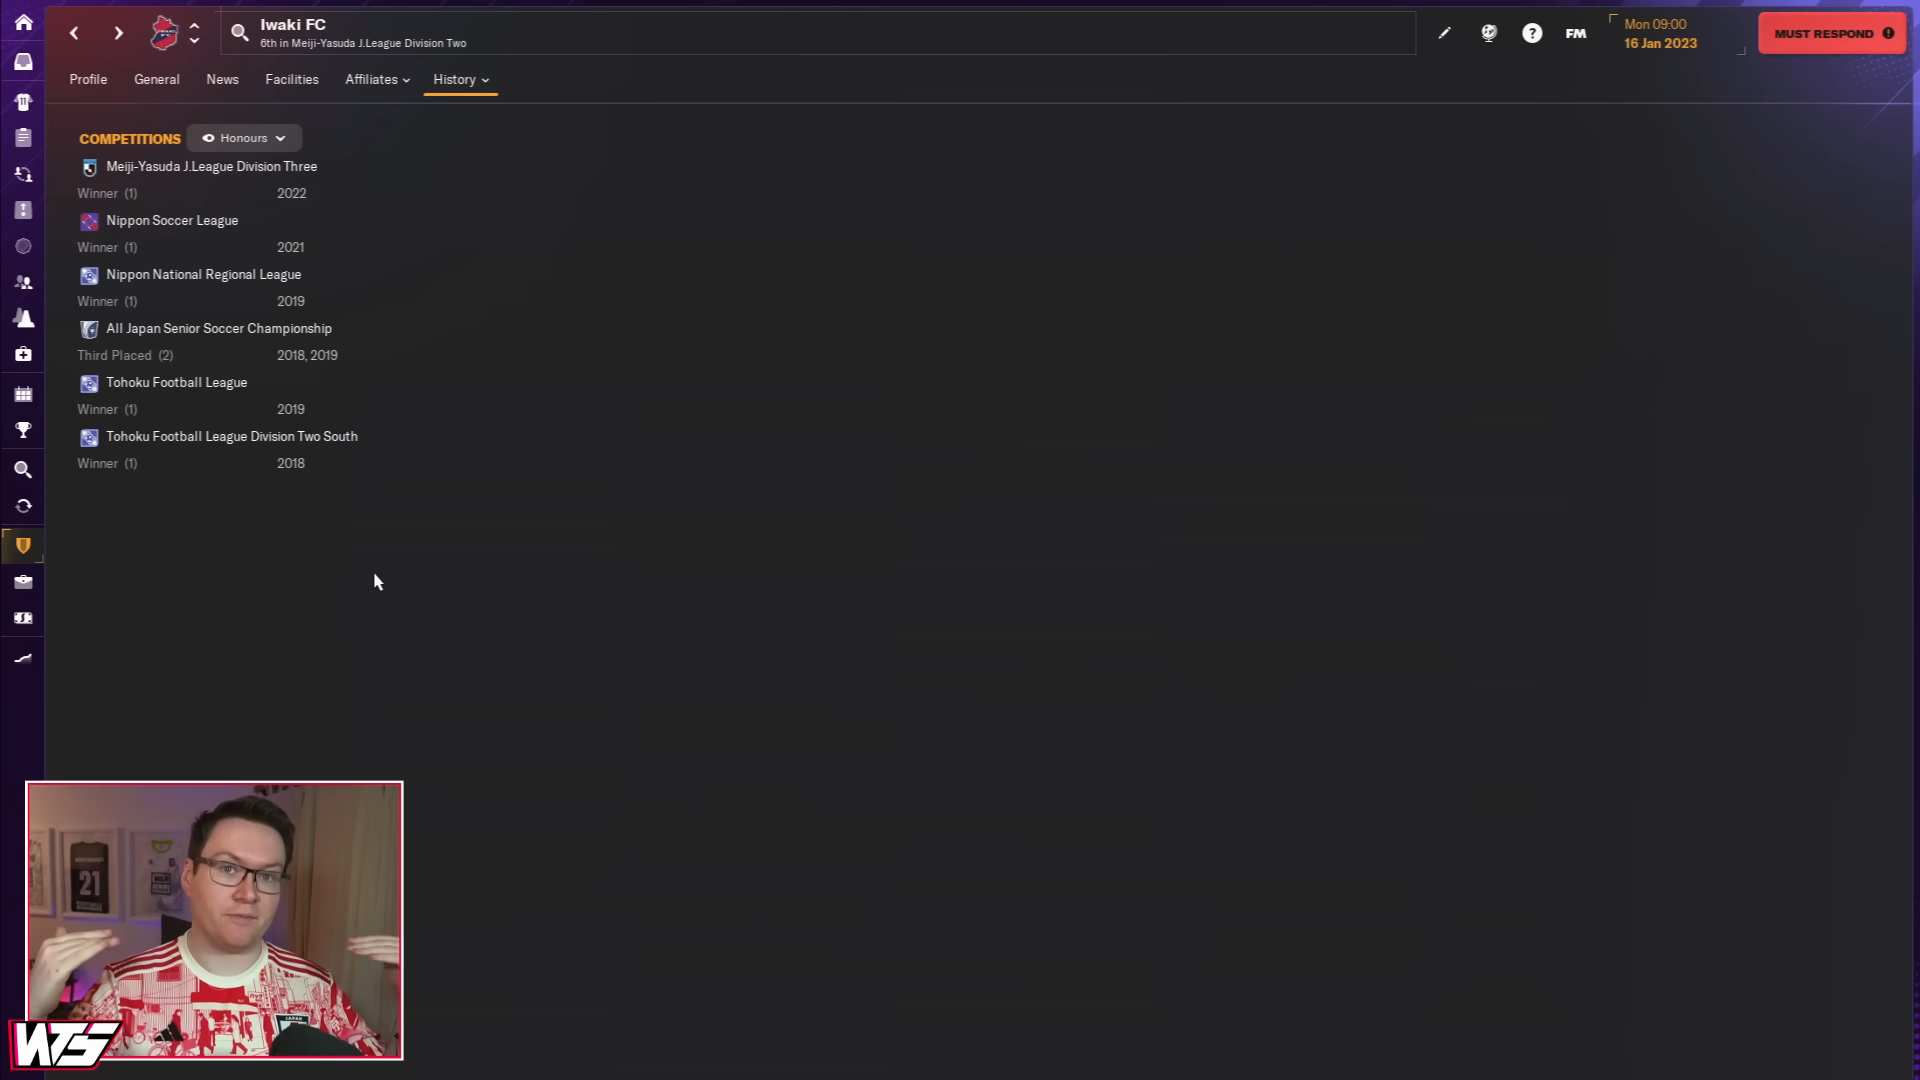 Iwaki FC
6th in Meiji-Yasuda J.League Division Two
FM
Mon 09:00
16 Jan 2023
MUST RESPOND
Profile
General
News
Facilities
Affiliates
History
COMPETITIONS
Honours
Meiji-Yasuda J.League Division Three
Winner (1) 2022
Nippon Soccer League
Winner (1) 2021
Nippon National Regional League
Winner (1) 2019
All Japan Senior Soccer Championship
Third Placed (2) 2018, 2019
Tohoku Football League
Winner (1) 2019
Tohoku Football League Division Two South
Winner (1) 2018
21
JAPAN
WTS